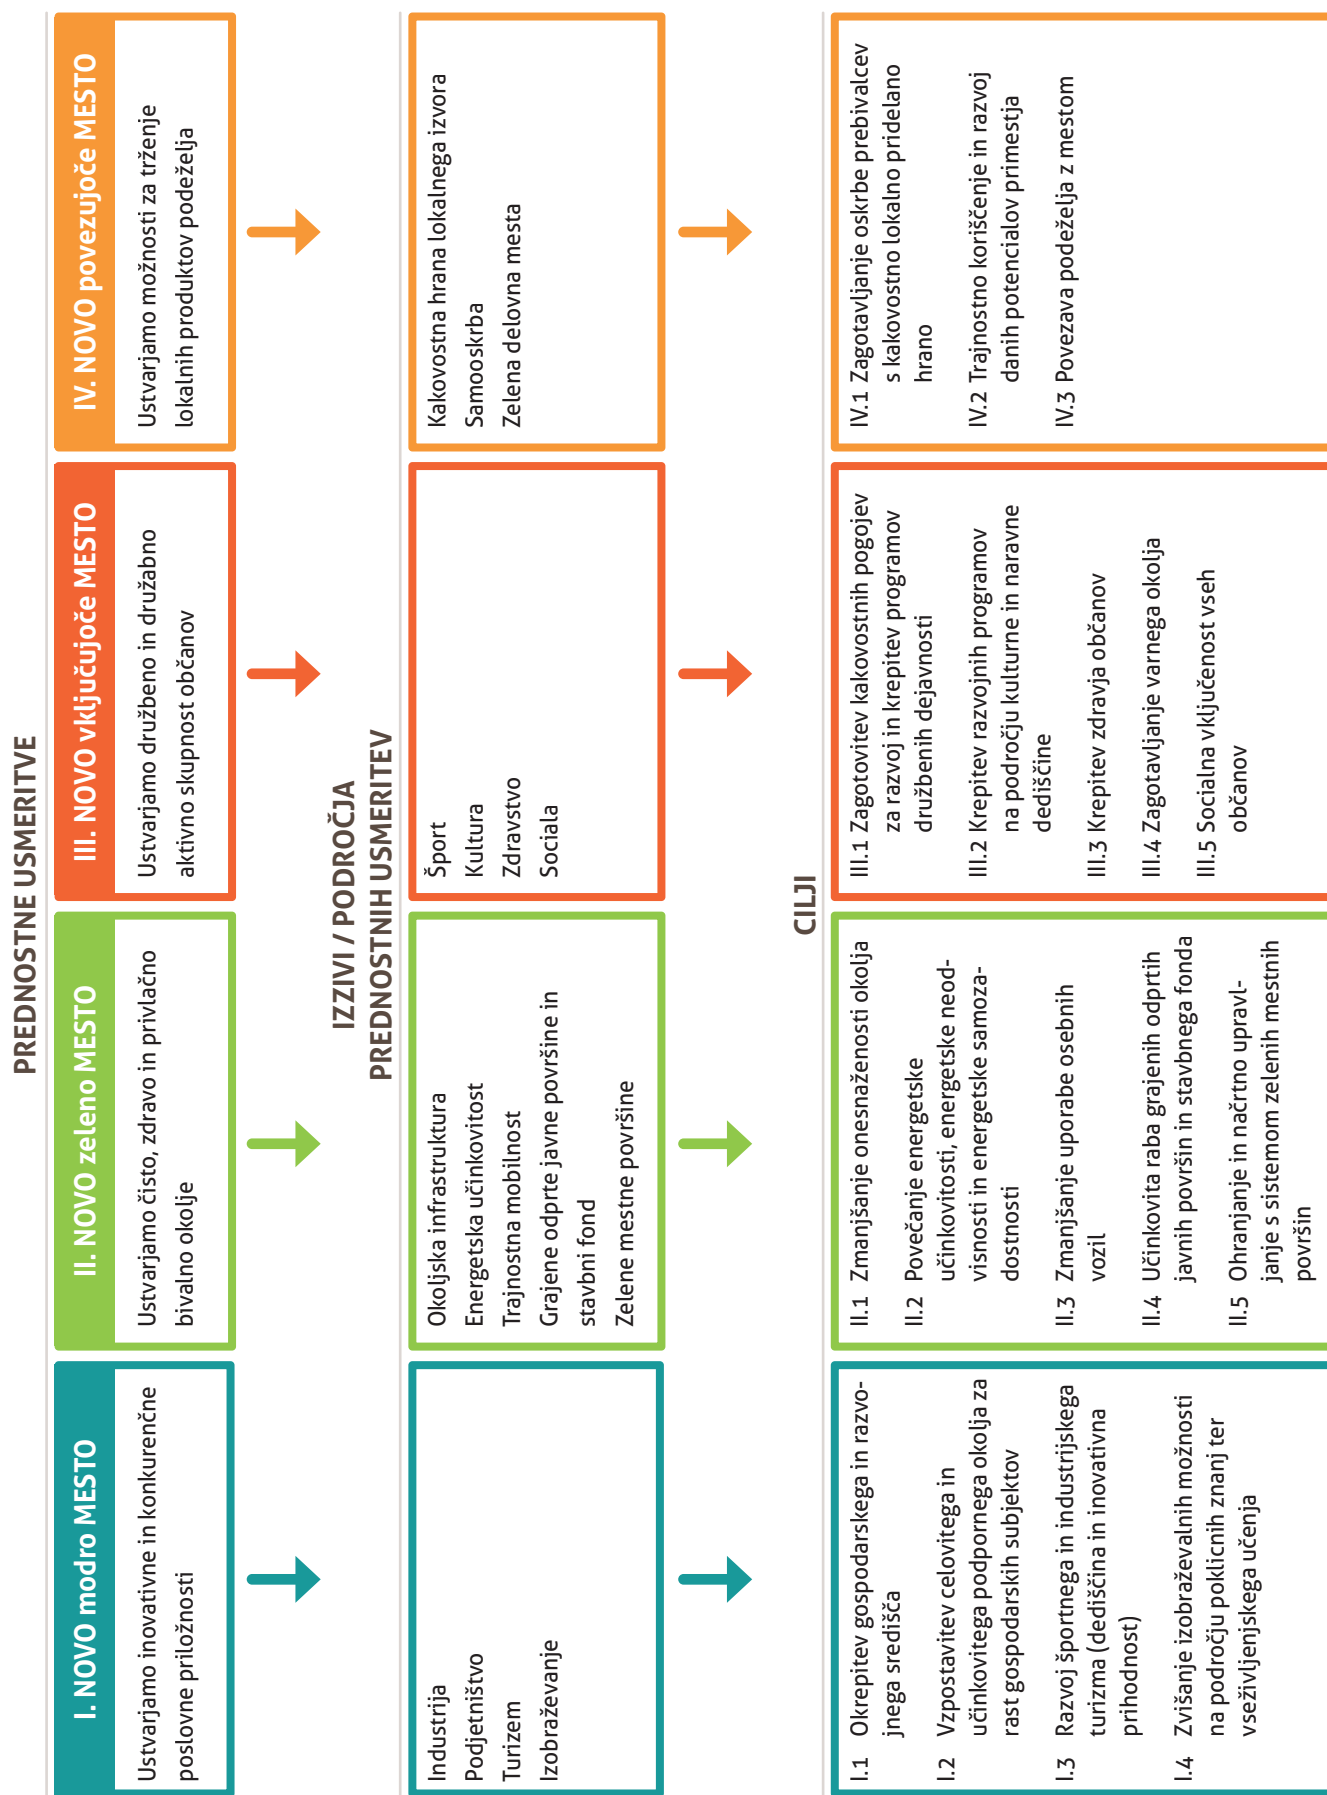 PREDNOSTNE USMERITVE
I. NOVO modro MESTO
Ustvarjamo inovativne in konkurenčne
poslovne priložnosti
II. NOVO zeleno MESTO
Ustvarjamo čisto, zdravo in privlačno
bivalno okolje
III. NOVO vključujoče MESTO
Ustvarjamo družbeno in družabno
aktivno skupnost občanov
IV. NOVO povezujoče MESTO
Ustvarjamo možnosti za trženje
lokalnih produktov podeželja
IZZIVI / PODROČJA
PREDNOSTNIH USMERITEV
Industrija
Podjetništvo
Turizem
Izobraževanje
Okoljska infrastruktura
Energetska učinkovitost
Trajnostna mobilnost
Grajene odprte javne površine in
stavbni fond
Zelene mestne površine
Šport
Kultura
Zdravstvo
Sociala
Kakovostna hrana lokalnega izvora
Samooskrba
Zelena delovna mesta
CILJI
I.1 Okrepitev gospodarskega in razvo-
jnega središča
I.2 Vzpostavitev celovitega in
učinkovitega podpornega okolja za
rast gospodarskih subjektov
I.3 Razvoj športnega in industrijskega
turizma (dediščina in inovativna
prihodnost)
I.4 Zvišanje izobraževalnih možnosti
na področju poklicnih znanj ter
vseživljenjskega učenja
II.1 Zmanjšanje onesnaženosti okolja
II.2 Povečanje energetske
učinkovitosti, energetske neod-
visnosti in energetske samoza-
dostnosti
II.3 Zmanjšanje uporabe osebnih
vozil
II.4 Učinkovita raba grajenih odprtih
javnih površin in stavbnega fonda
II.5 Ohranjanje in načrtno upravl-
janje s sistemom zelenih mestnih
površin
III.1 Zagotovitev kakovostnih pogojev
za razvoj in krepitev programov
družbenih dejavnosti
III.2 Krepitev razvojnih programov
na področju kulturne in naravne
dediščine
III.3 Krepitev zdravja občanov
III.4 Zagotavljanje varnega okolja
III.5 Socialna vključenost vseh
občanov
IV.1 Zagotavljanje oskrbe prebivalcev
s kakovostno lokalno pridelano
hrano
IV.2 Trajnostno koriščenje in razvoj
danih potencialov primestja
IV.3 Povezava podeželja z mestom